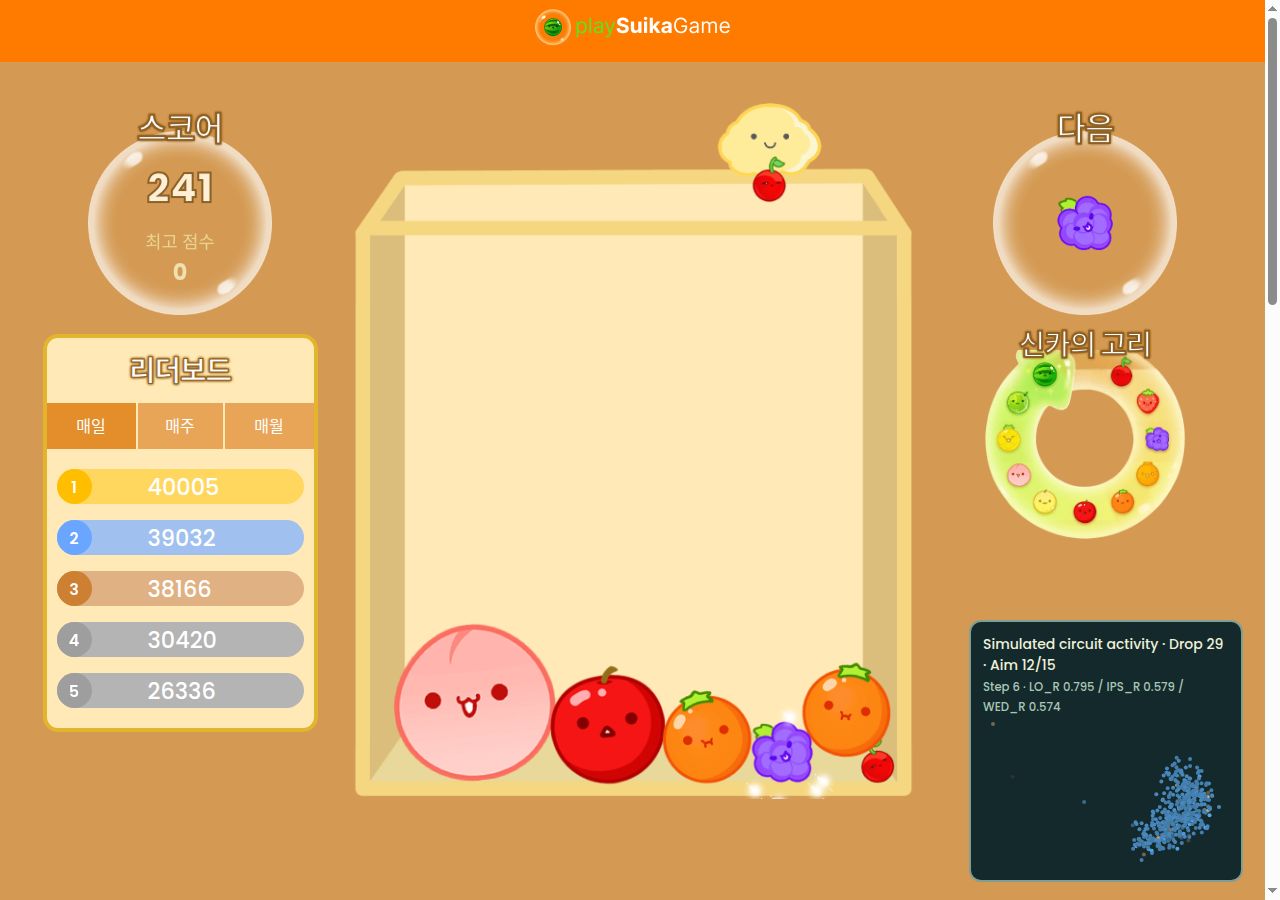 playSuikaGame
스코어
241
최고 점수
0
리더보드
매일
매주
매월
1 40005
2 39032
3 38166
4 30420
5 26336
다음
신카의 고리
Simulated circuit activity · Drop 29
· Aim 12/15
Step 6 · LO_R 0.795 / IPS_R 0.579 /
WED_R 0.574